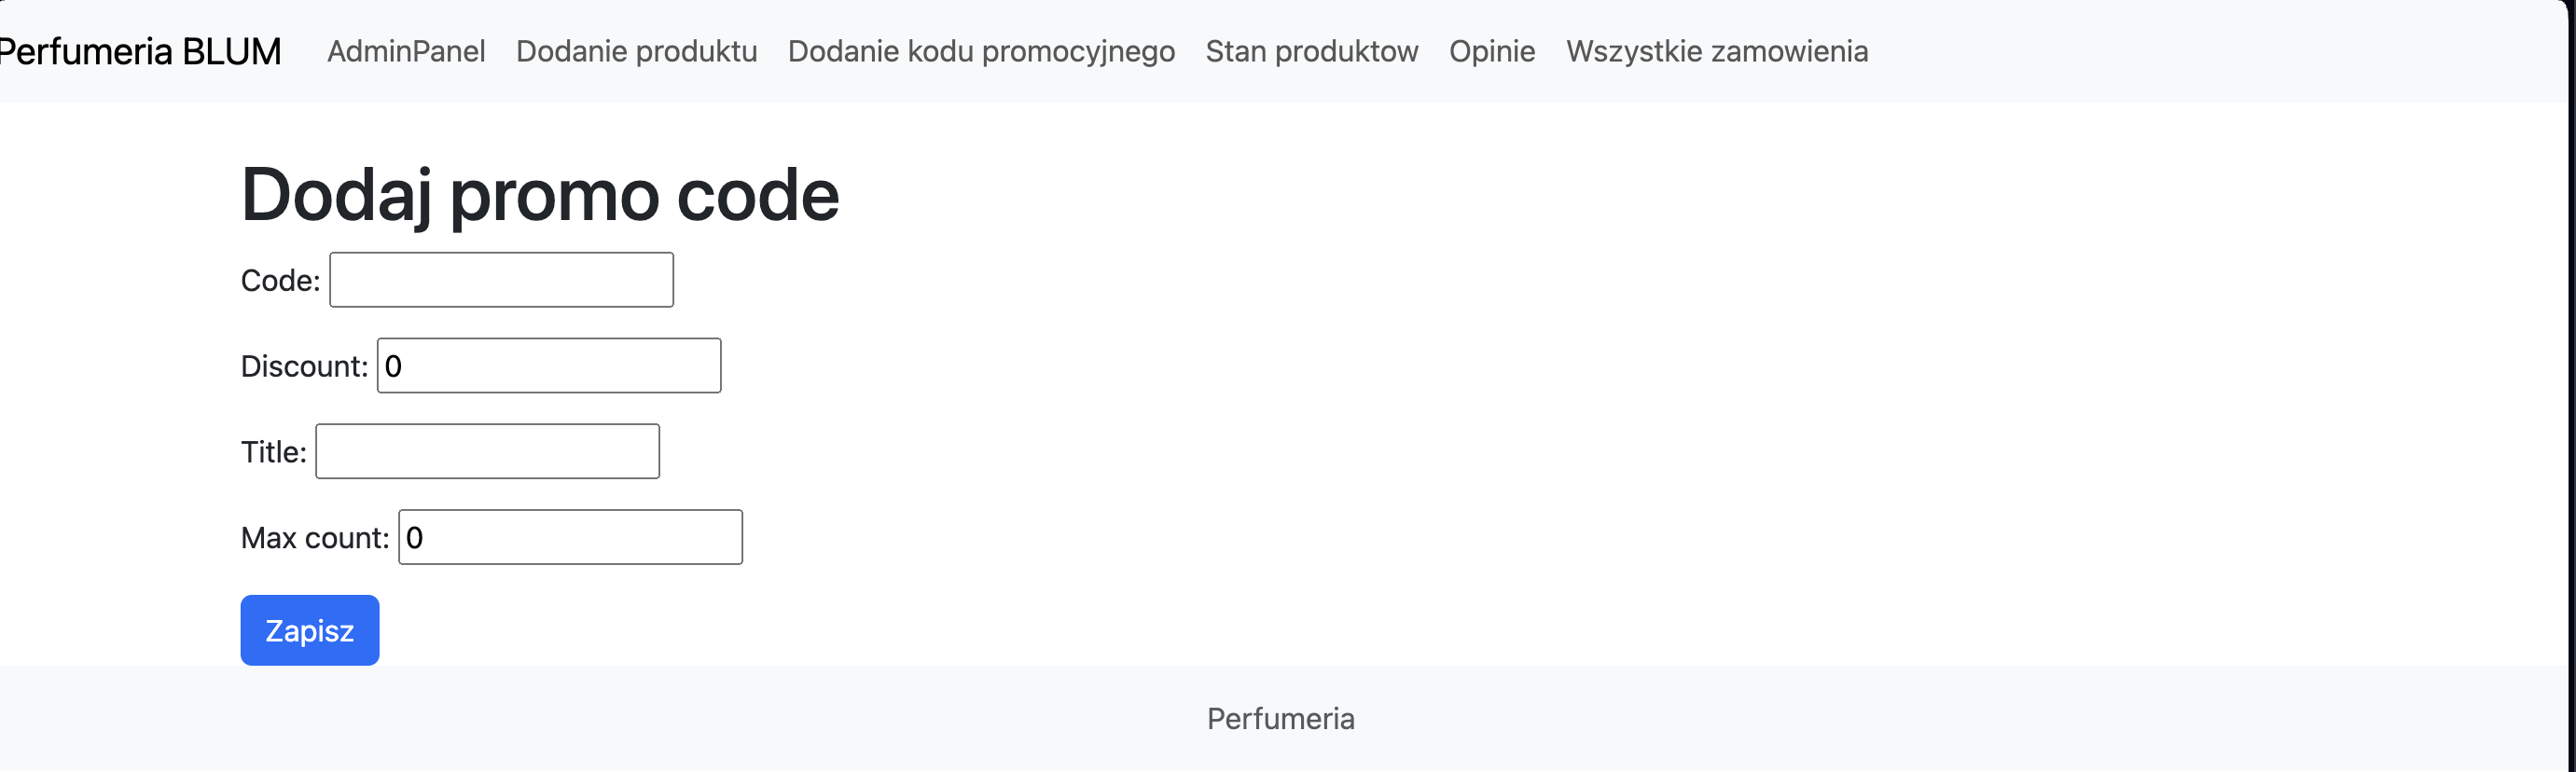 Perfumeria BLUM AdminPanel Dodanie produktu Dodanie kodu promocyjnego Stan produktow Opinie Wszystkie zamowienia
Dodaj promo code
Code:
Discount: 0
Title:
Max count: 0
Zapisz
Perfumeria